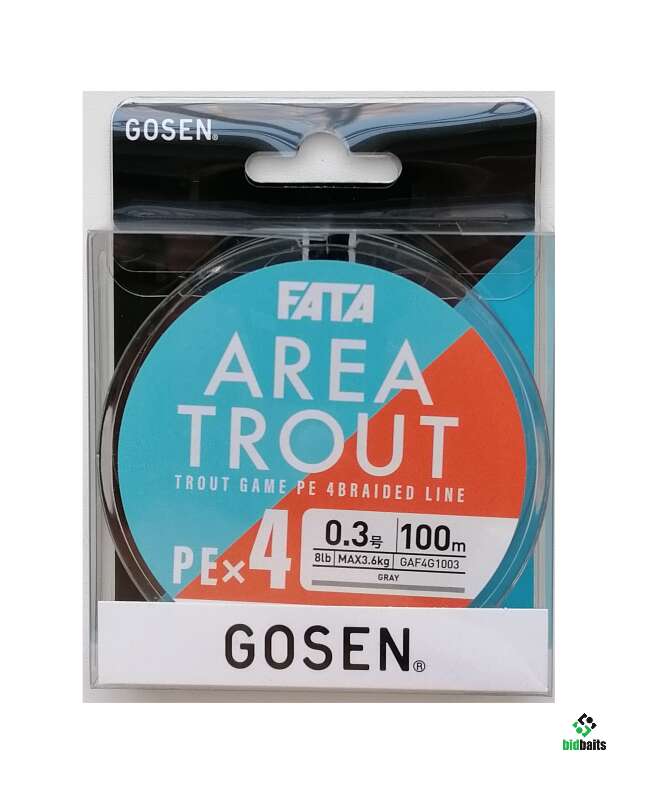 GOSEN®
FATA
AREA
TROUT
TROUT GAME PE 4BRAIDED LINE
PE×4
0.3号 100m
8lb MAX3.6kg GAF4G1003
GRAY
GOSEN®
bidbaits